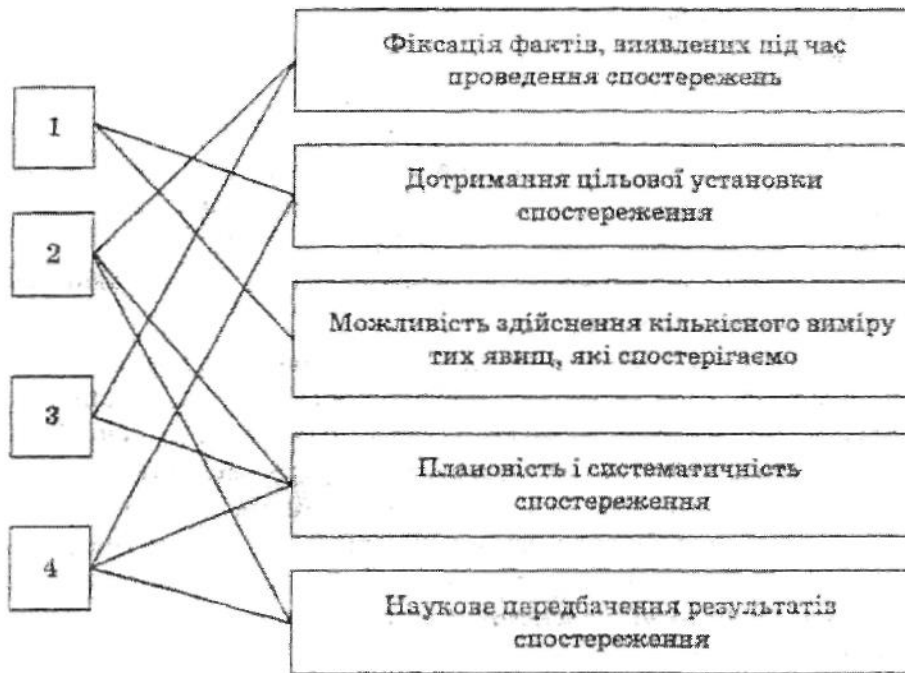 Фіксація фактів, виявлених під час
проведення спостережень
1
Дотримання цільової установки
спостереження
2
Можливість здійснення кількісного виміру
тих явищ, які спостерігаємо
3
Плановість і систематичність
спостереження
4
Наукове передбачення результатів
спостереження